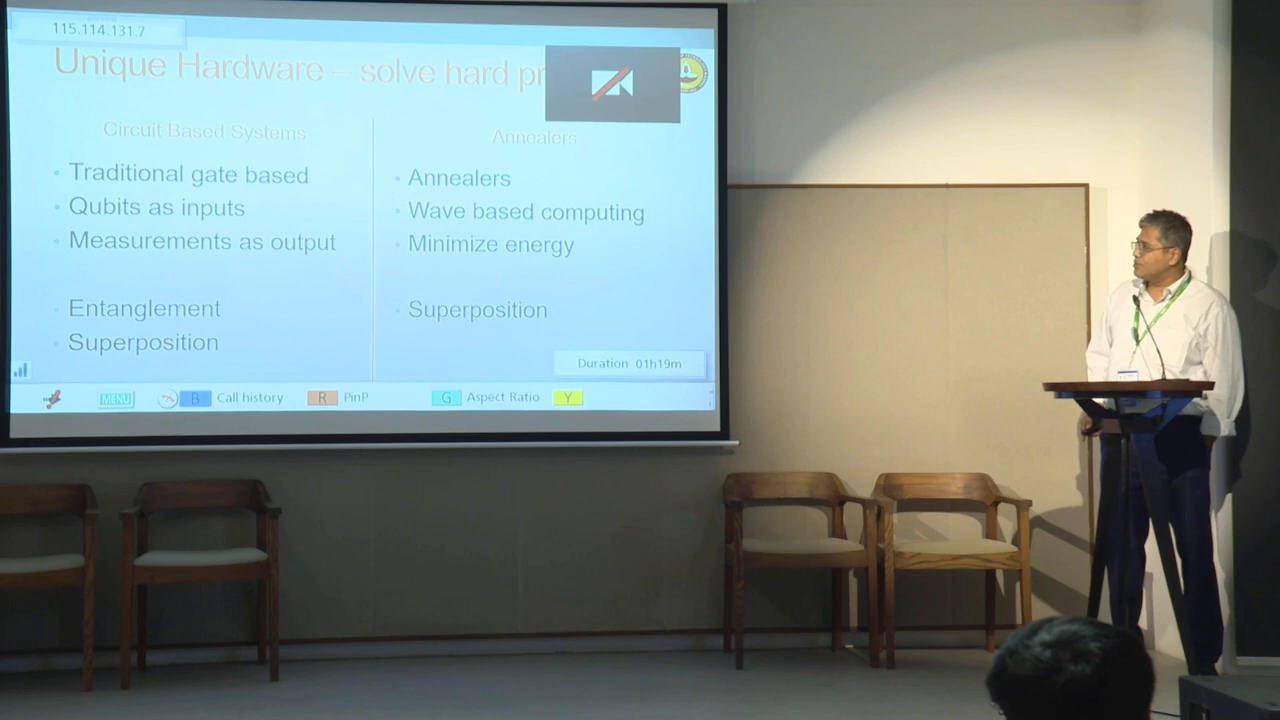 115.114.131.7
Unique Hardware – solve hard pr
Circuit Based Systems
Traditional gate based
Qubits as inputs
Measurements as output
Entanglement
Superposition
Annealers
Annealers
Wave based computing
Minimize energy
Superposition
Duration 01h19m
MENU
B Call history
R PinP
G Aspect Ratio
Y